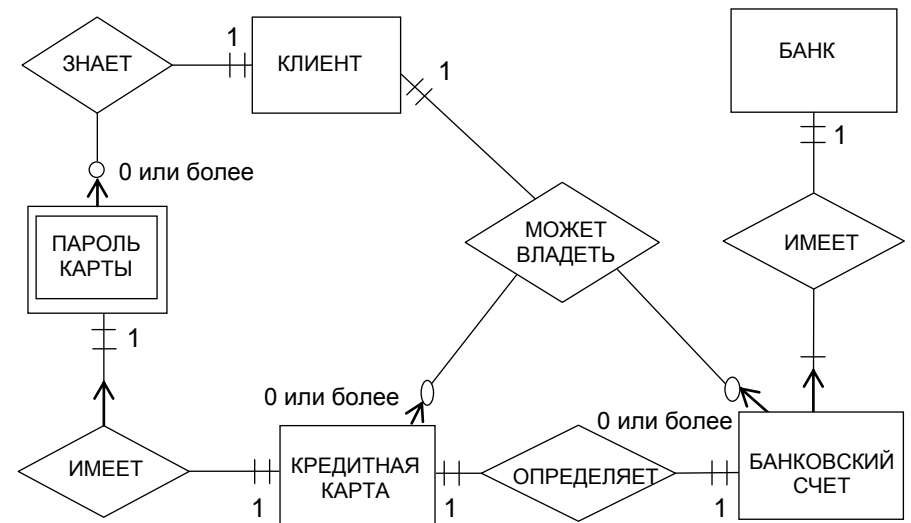 ЗНАЕТ
1
КЛИЕНТ
1
БАНК
1
0 или более
ПАРОЛЬ
КАРТЫ
МОЖЕТ
ВЛАДЕТЬ
ИМЕЕТ
1
0 или более
0 или более
ИМЕЕТ
1
КРЕДИТНАЯ
КАРТА
1
ОПРЕДЕЛЯЕТ
1
БАНКОВСКИЙ
СЧЕТ